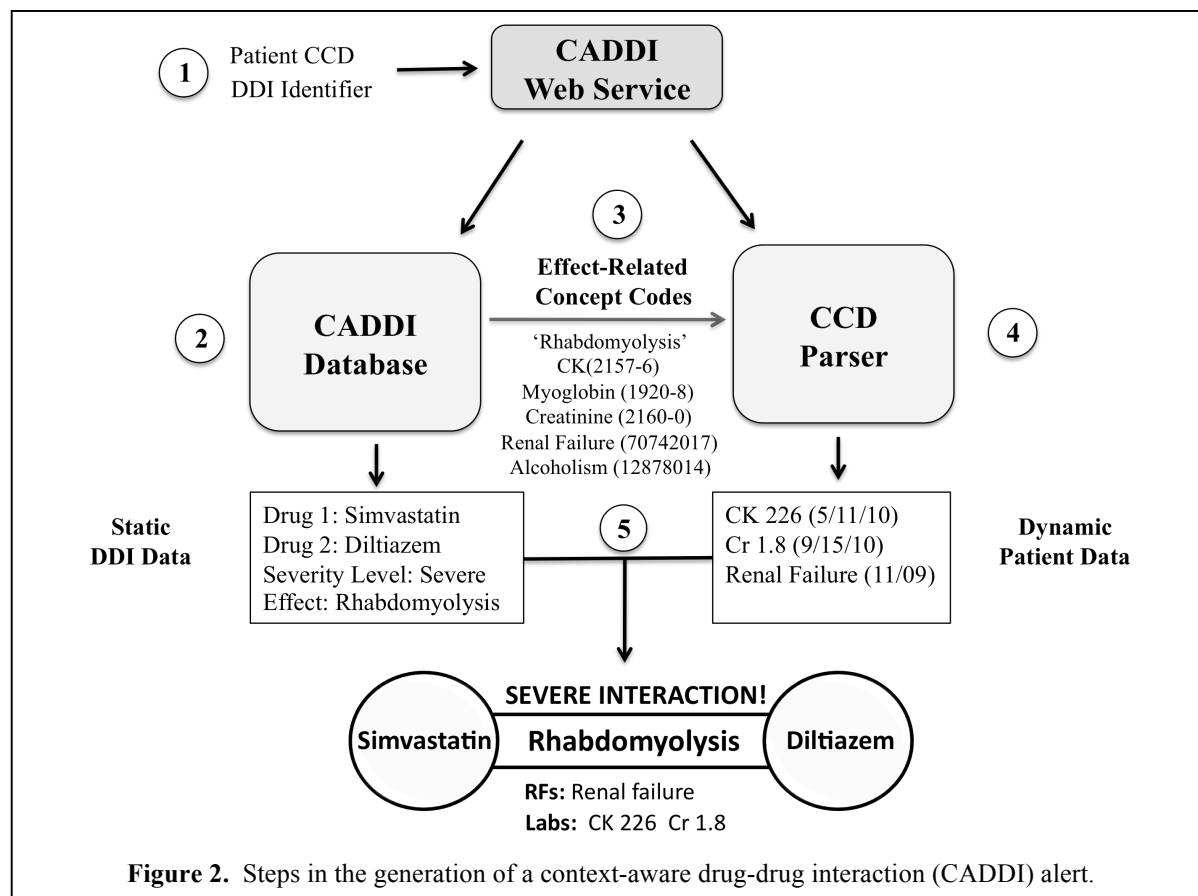 1
Patient CCD
DDI Identifier
CADDI
Web Service
3
Effect-Related
Concept Codes
2
CADDI
Database
CCD
Parser
4
‘Rhabdomyolysis’
CK(2157-6)
Myoglobin (1920-8)
Creatinine (2160-0)
Renal Failure (70742017)
Alcoholism (12878014)
Static
DDI Data
Drug 1: Simvastatin
Drug 2: Diltiazem
Severity Level: Severe
Effect: Rhabdomyolysis
5
CK 226 (5/11/10)
Cr 1.8 (9/15/10)
Renal Failure (11/09)
Dynamic
Patient Data
SEVERE INTERACTION!
Simvastatin
Rhabdomyolysis
Diltiazem
RFs: Renal failure
Labs: CK 226 Cr 1.8
Figure 2. Steps in the generation of a context-aware drug-drug interaction (CADDI) alert.